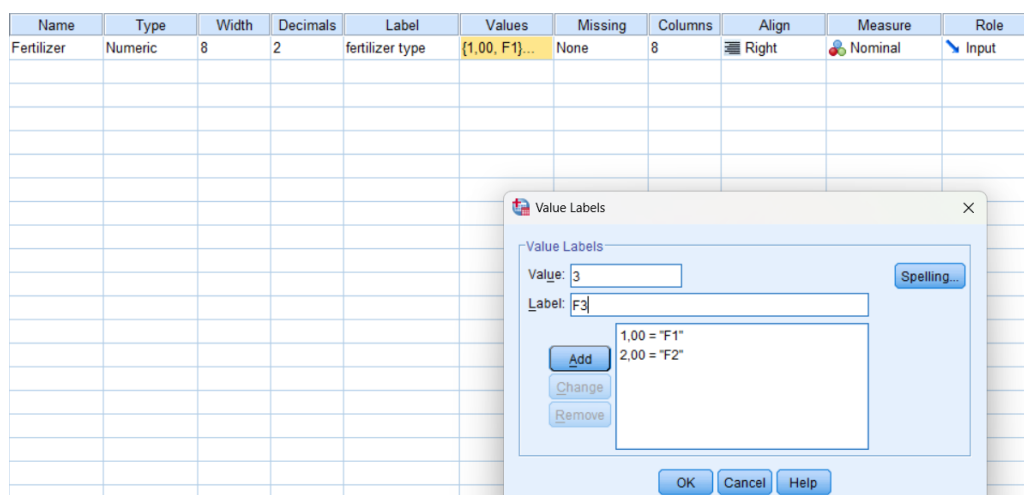 Name Type Width Decimals Label Values Missing Columns Align Measure Role
Fertilizer Numeric 8 2 fertilizer type {1,00, F1}... None 8 Right Nominal Input
Value Labels
Value Labels
Value: 3 Spelling...
Label: F3
1,00 = "F1"
Add 2,00 = "F2"
Change
Remove
OK Cancel Help